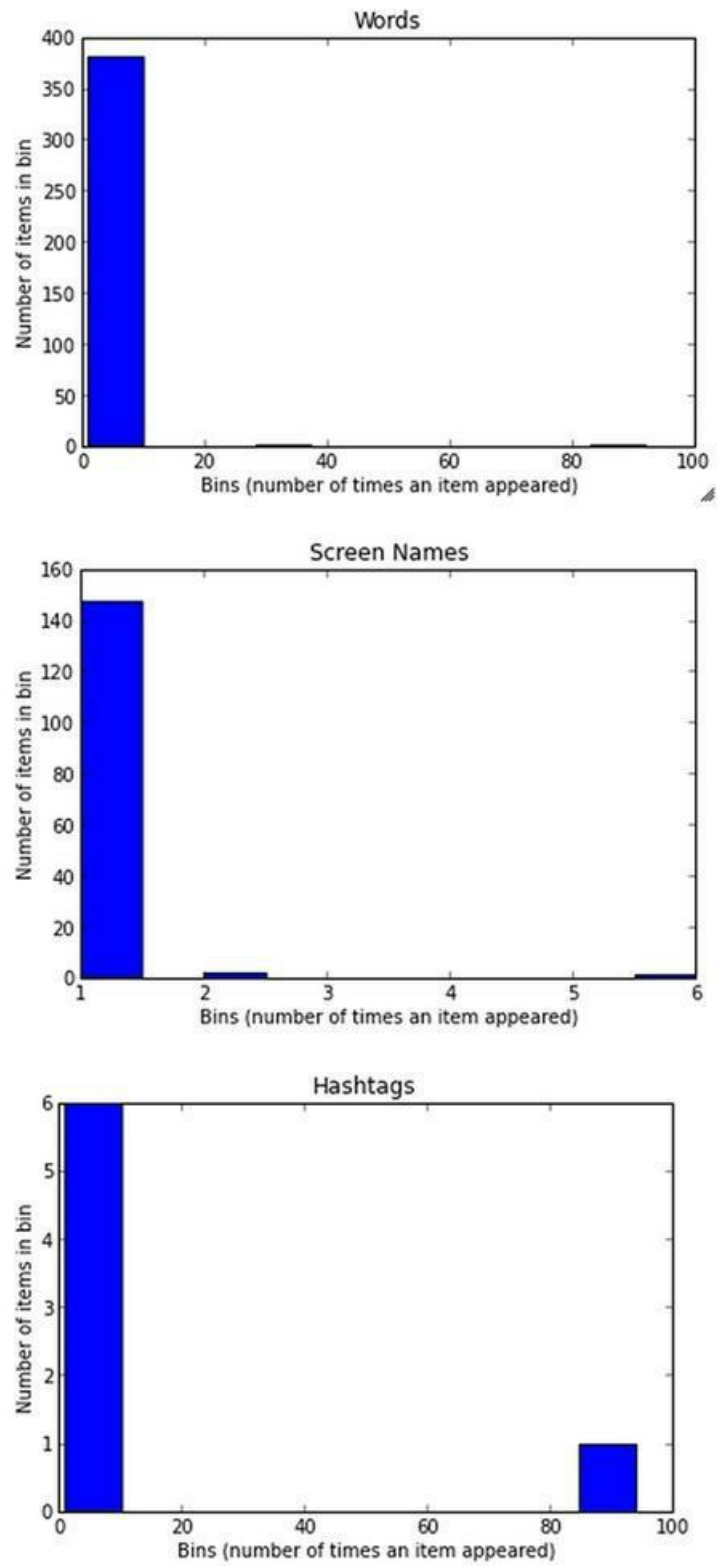 Words
400
350
300
250
200
150
100
50
0
0 20 40 60 80 100
Number of items in bin
Bins (number of times an item appeared)
Screen Names
160
140
120
100
80
60
40
20
0
1 2 3 4 5 6
Number of items in bin
Bins (number of times an item appeared)
Hashtags
6
5
4
3
2
1
0
0 20 40 60 80 100
Number of items in bin
Bins (number of times an item appeared)